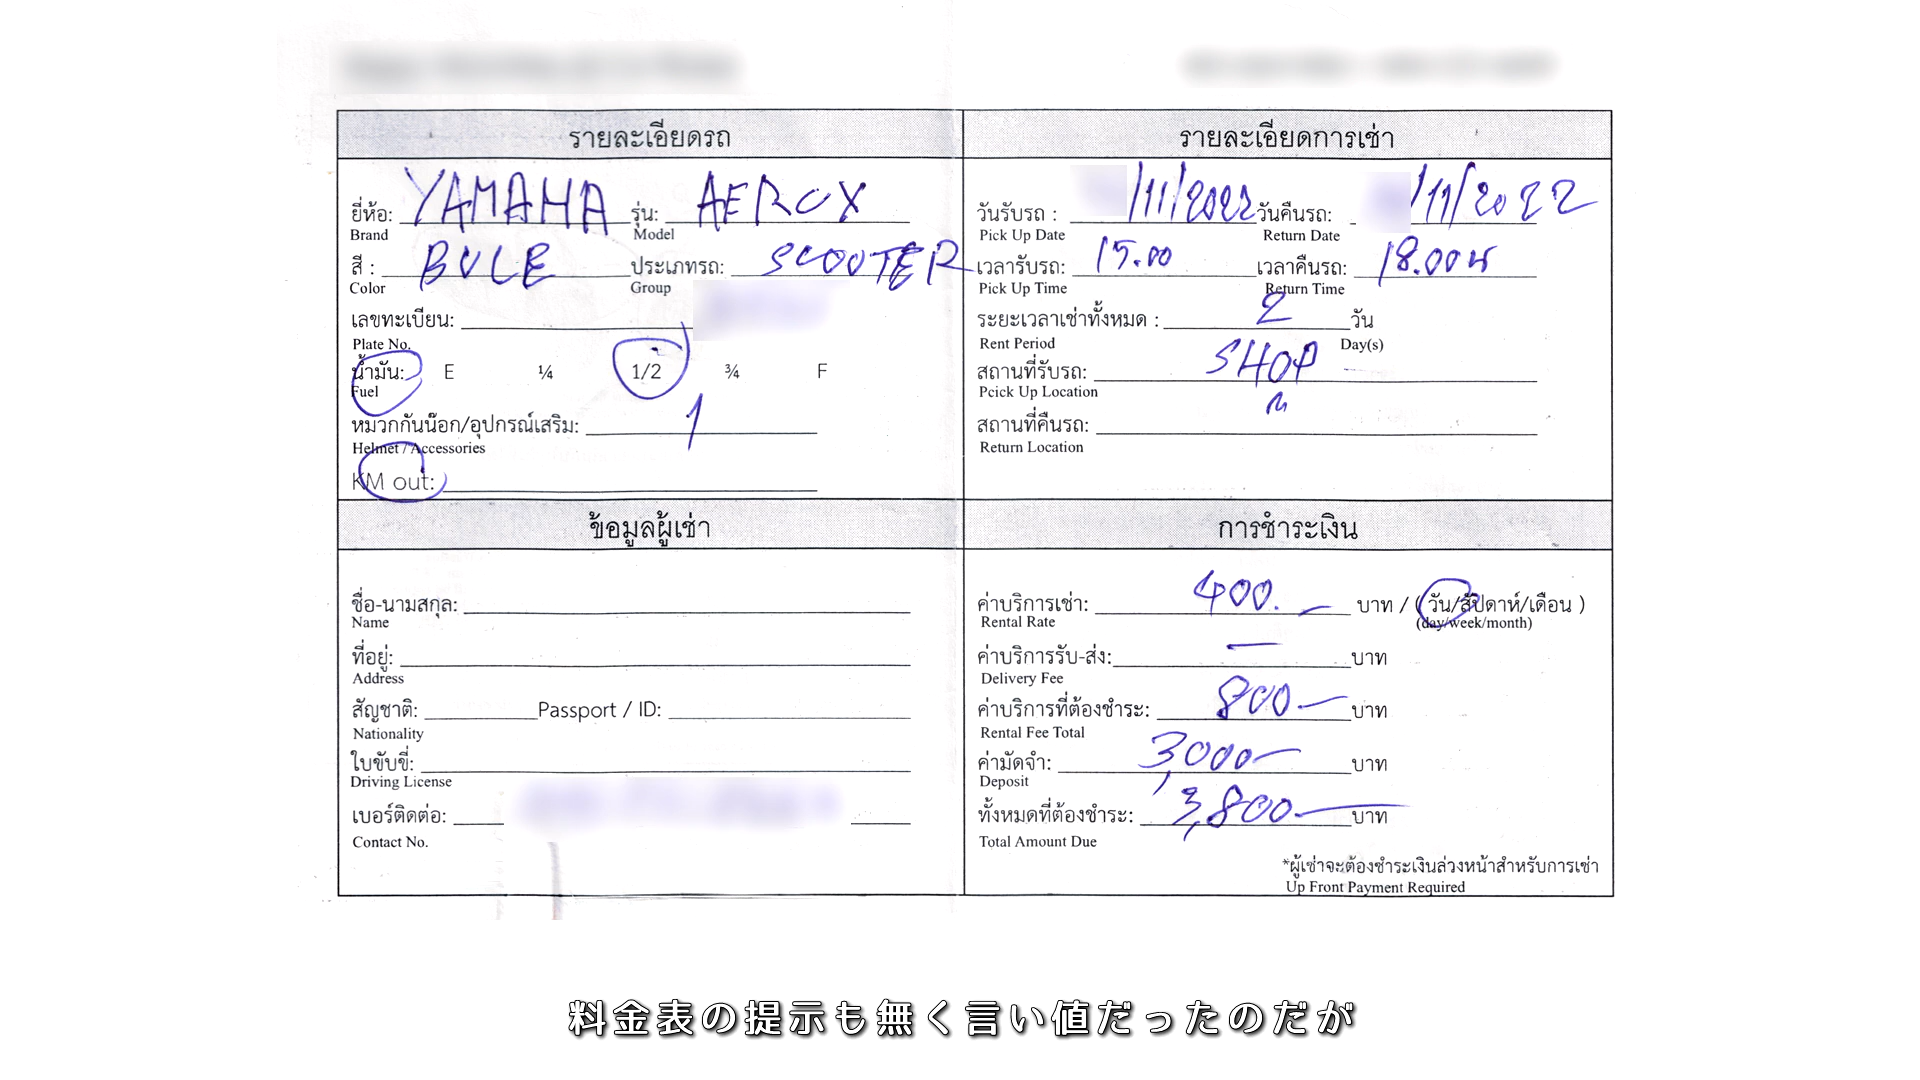 รายละเอียดรถ
ยี่ห้อ: YAMAHA รุ่น: AEROX
Brand Model
สี : BULE ประเภทรถ: SCOOTER
Color Group
เลขทะเบียน:
Plate No.
น้ำมัน: E ¼ 1/2 ¾ F
Fuel
หมวกกันน๊อก/อุปกรณ์เสริม: 1
Helmet / Accessories
KM out:
รายละเอียดการเช่า
วันรับรถ : /11/2022 วันคืนรถ: /11/2022
Pick Up Date Return Date
เวลารับรถ: 15.00 เวลาคืนรถ: 18.00น
Pick Up Time Return Time
ระยะเวลาเช่าทั้งหมด : 2 วัน
Rent Period Day(s)
สถานที่รับรถ: SHOP
Pcick Up Location
สถานที่คืนรถ:
Return Location
ข้อมูลผู้เช่า
ชื่อ-นามสกุล:
Name
ที่อยู่:
Address
สัญชาติ: Passport / ID:
Nationality
ใบขับขี่:
Driving License
เบอร์ติดต่อ:
Contact No.
การชำระเงิน
ค่าบริการเช่า: 400.— บาท / ( วัน/สัปดาห์/เดือน )
Rental Rate (day/week/month)
ค่าบริการรับ-ส่ง: — บาท
Delivery Fee
ค่าบริการที่ต้องชำระ: 800— บาท
Rental Fee Total
ค่ามัดจำ: 3,000— บาท
Deposit
ทั้งหมดที่ต้องชำระ: 3,800— บาท
Total Amount Due
*ผู้เช่าจะต้องชำระเงินล่วงหน้าสำหรับการเช่า
Up Front Payment Required
料金表の提示も無く言い値だったのだが